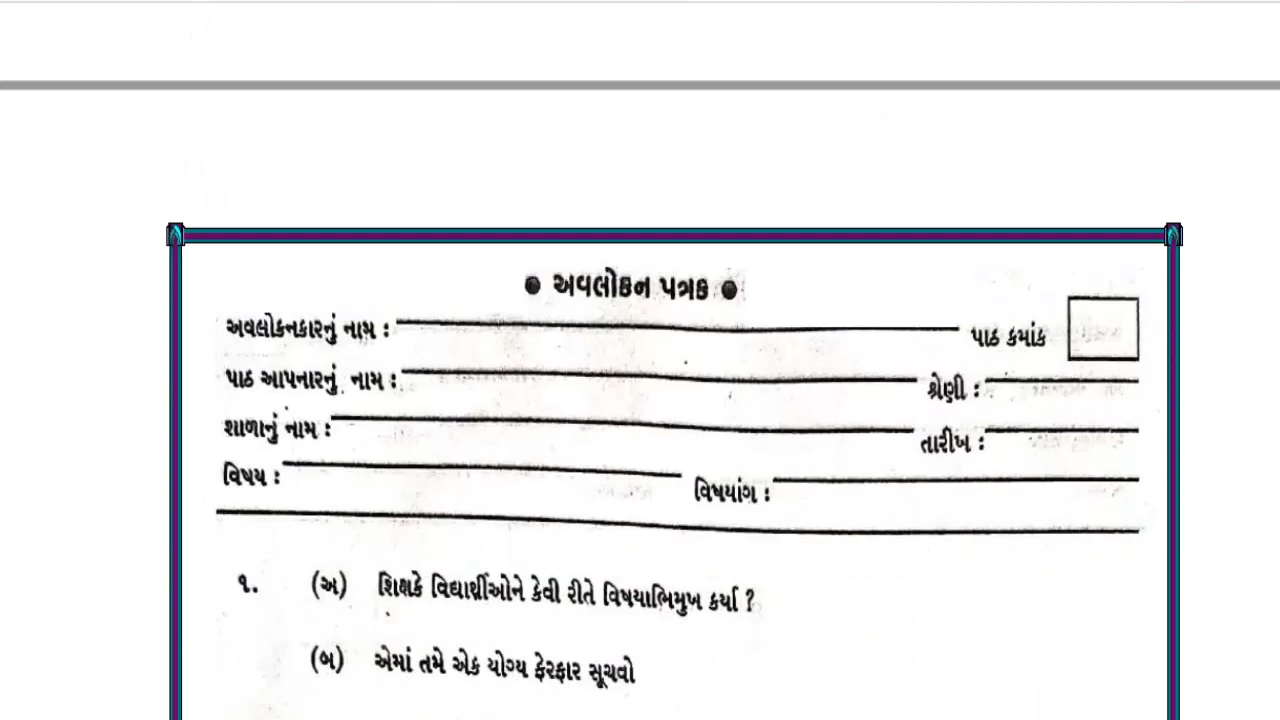 ● અવલોકન પત્રક ●
અવલોકનકારનું નામ : પાઠ ક્રમાંક
પાઠ આપનારનું નામ : શ્રેણી :
શાળાનું નામ : તારીખ :
વિષય : વિષયાંગ :
૧. (અ) શિક્ષકે વિદ્યાર્થીઓને કેવી રીતે વિષયાભિમુખ કર્યા ?
(બ) એમાં તમે એક યોગ્ય ફેરફાર સૂચવો